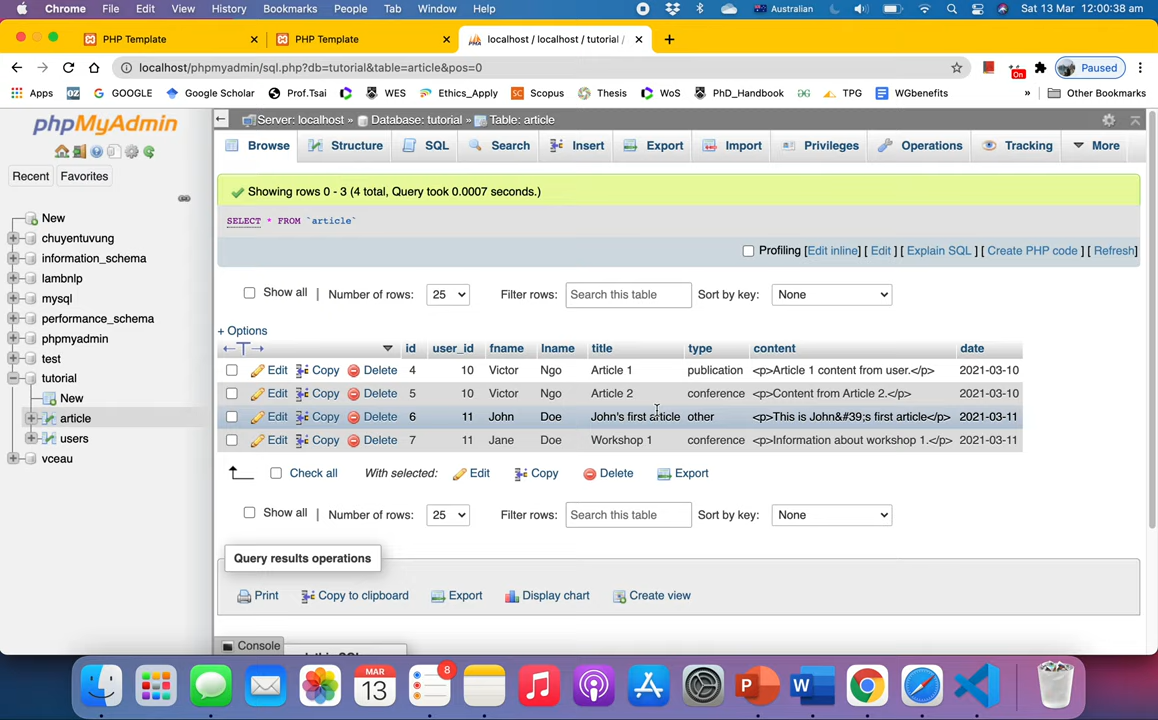 Chrome File Edit View History Bookmarks People Tab Window Help Australian Sat 13 Mar 12:00:38 am
PHP Template PHP Template localhost / localhost / tutorial /
localhost/phpmyadmin/sql.php?db=tutorial&table=article&pos=0 On Paused
Apps OZ GOOGLE Google Scholar Prof.Tsai WES Ethics_Apply SC Scopus Thesis WoS PhD_Handbook TPG WGbenefits » Other Bookmarks
phpMyAdmin
Recent Favorites
New
chuyentuvung
information_schema
lambnlp
mysql
performance_schema
phpmyadmin
test
tutorial
New
article
users
vceau
Server: localhost » Database: tutorial » Table: article
Browse Structure SQL Search Insert Export Import Privileges Operations Tracking More
Showing rows 0 - 3 (4 total, Query took 0.0007 seconds.)
SELECT * FROM `article`
Profiling [Edit inline] [ Edit ] [ Explain SQL ] [ Create PHP code ] [ Refresh]
Show all | Number of rows: 25 Filter rows: Search this table Sort by key: None
+ Options
id user_id fname lname title type content date
Edit Copy Delete 4 10 Victor Ngo Article 1 publication <p>Article 1 content from user.</p> 2021-03-10
Edit Copy Delete 5 10 Victor Ngo Article 2 conference <p>Content from Article 2.</p> 2021-03-10
Edit Copy Delete 6 11 John Doe John's first article other <p>This is John&#39;s first article</p> 2021-03-11
Edit Copy Delete 7 11 Jane Doe Workshop 1 conference <p>Information about workshop 1.</p> 2021-03-11
Check all With selected: Edit Copy Delete Export
Show all | Number of rows: 25 Filter rows: Search this table Sort by key: None
Query results operations
Print Copy to clipboard Export Display chart Create view
Console
MAR
13
8